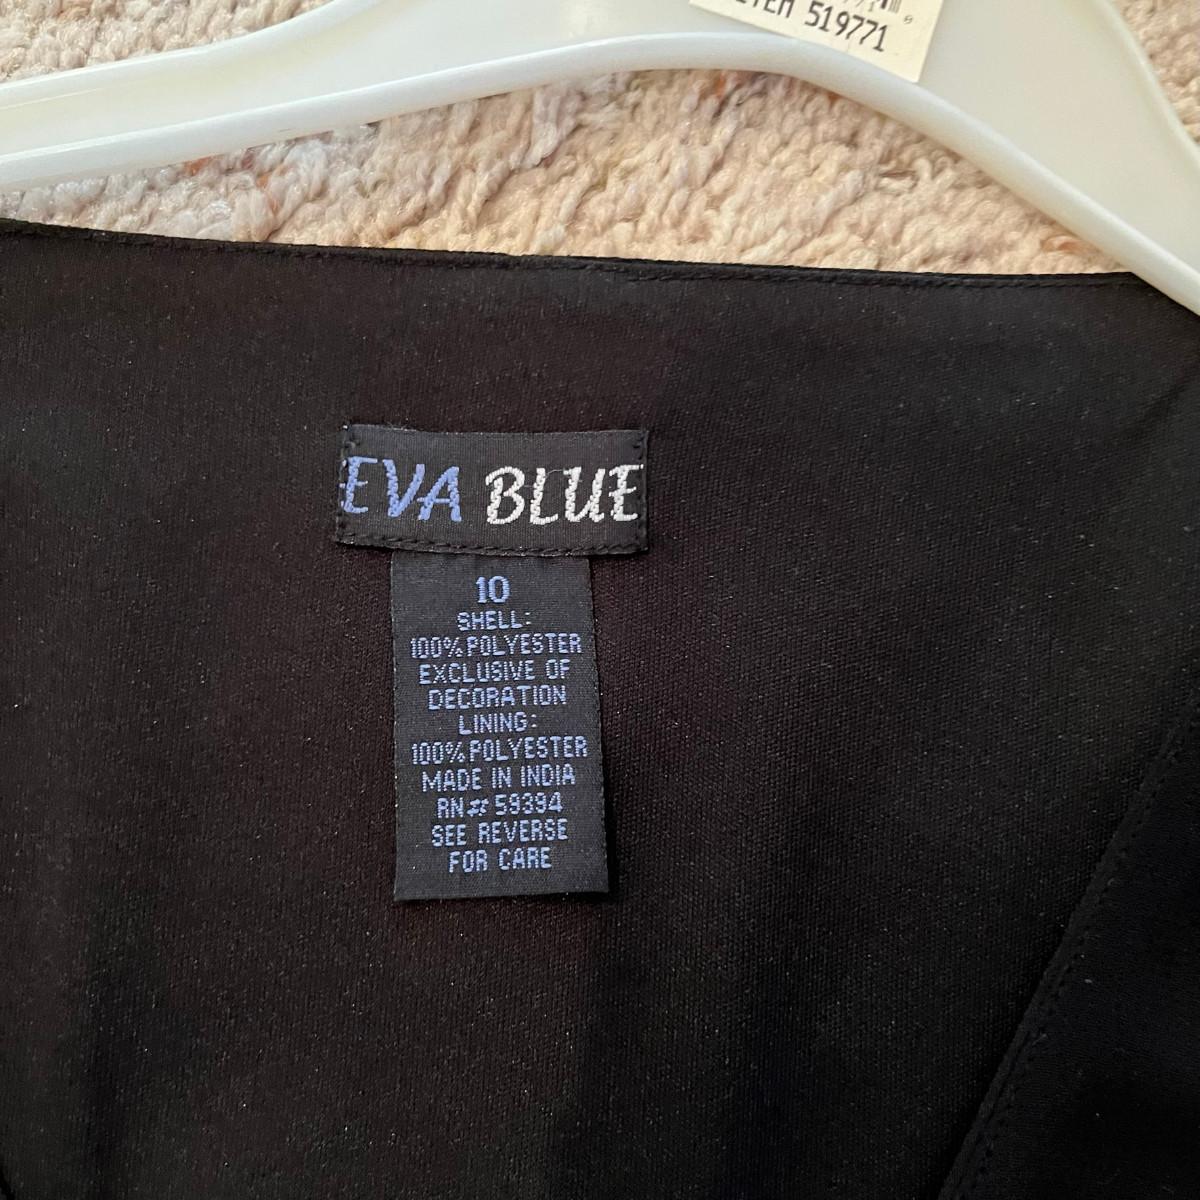 ITEM 519771
EVA BLUE
10
SHELL:
100% POLYESTER
EXCLUSIVE OF
DECORATION
LINING:
100% POLYESTER
MADE IN INDIA
RN# 59394
SEE REVERSE
FOR CARE